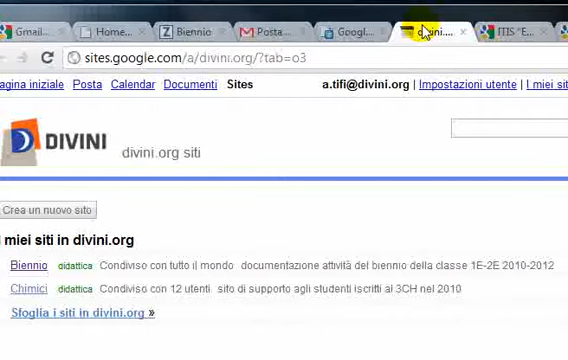 Gmail...
Home...
Biennio
Posta...
Googl...
divini....
ITIS "E...
sites.google.com/a/divini.org/?tab=o3
agina iniziale Posta Calendar Documenti Sites a.tifi@divini.org | Impostazioni utente | I miei sit
DIVINI divini.org siti
Crea un nuovo sito
I miei siti in divini.org
Biennio didattica Condiviso con tutto il mondo documentazione attività del biennio della classe 1E-2E 2010-2012
Chimici didattica Condiviso con 12 utenti sito di supporto agli studenti iscritti al 3CH nel 2010
Sfoglia i siti in divini.org »